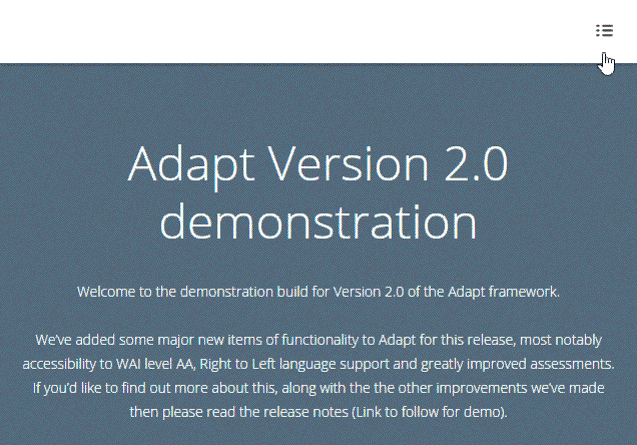 Adapt Version 2.0
demonstration
Welcome to the demonstration build for Version 2.0 of the Adapt framework.
We've added some major new items of functionality to Adapt for this release, most notably
accessibility to WAI level AA, Right to Left language support and greatly improved assessments.
If you'd like to find out more about this, along with the the other improvements we've made
then please read the release notes (Link to follow for demo).